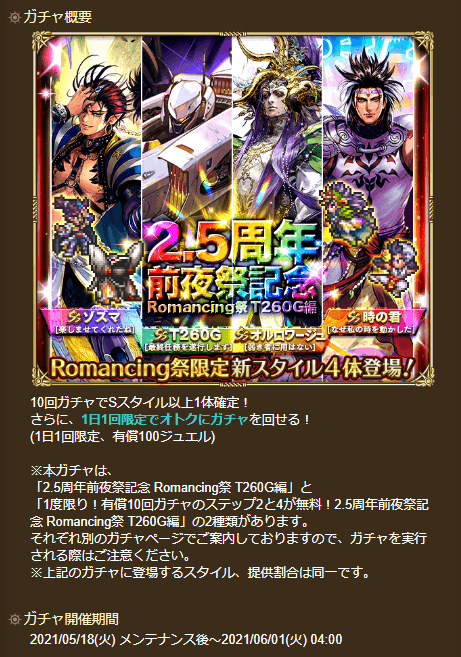 ガチャ概要
2.5周年
前夜祭記念
Romancing祭 T260G編
SS ゾズマ
[楽しませてくれたね]
SS T260G
[最終任務を遂行します]
SS オルロワージュ
[弱き者に用はない]
SS 時の君
[なぜ私の時を動かした]
Romancing祭限定新スタイル4体登場!
10回ガチャでSスタイル以上1体確定！
さらに、1日1回限定でオトクにガチャを回せる！
(1日1回限定、有償100ジュエル)
※本ガチャは、
「2.5周年前夜祭記念 Romancing祭 T260G編」と
「1度限り！有償10回ガチャのステップ2と4が無料！2.5周年前夜祭記
念 Romancing祭 T260G編」の2種類があります。
それぞれ別のガチャページでご案内しておりますので、ガチャを実行
される際はご注意ください。
※上記のガチャに登場するスタイル、提供割合は同一です。
ガチャ開催期間
2021/05/18(火) メンテナンス後～2021/06/01(火) 04:00